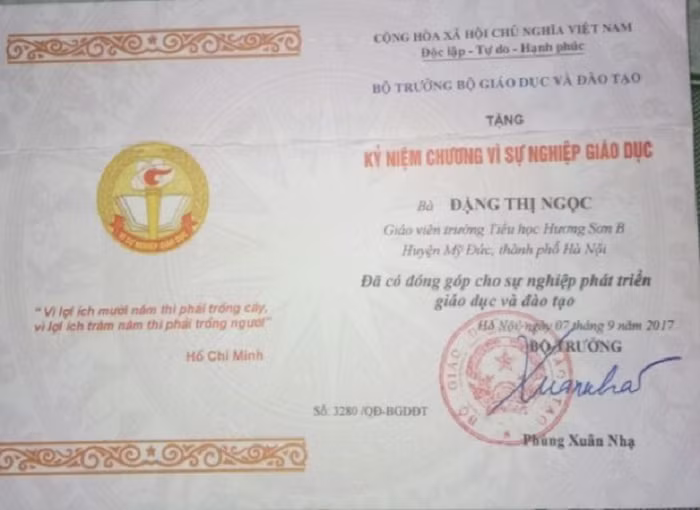 CỘNG HÒA XÃ HỘI CHỦ NGHĨA VIỆT NAM
Độc lập - Tự do - Hạnh phúc
BỘ TRƯỞNG BỘ GIÁO DỤC VÀ ĐÀO TẠO
TẶNG
KỶ NIỆM CHƯƠNG VÌ SỰ NGHIỆP GIÁO DỤC
Bà ĐẶNG THỊ NGỌC
Giáo viên trường Tiểu học Hương Sơn B
Huyện Mỹ Đức, thành phố Hà Nội
Đã có đóng góp cho sự nghiệp phát triển
giáo dục và đào tạo
Hà Nội, ngày 07 tháng 9 năm 2017
BỘ TRƯỞNG
Phùng Xuân Nhạ
VÌ SỰ NGHIỆP GIÁO DỤC
"Vì lợi ích mười năm thì phải trồng cây,
vì lợi ích trăm năm thì phải trồng người"
Hồ Chí Minh
Số: 3280 /QĐ-BGDĐT